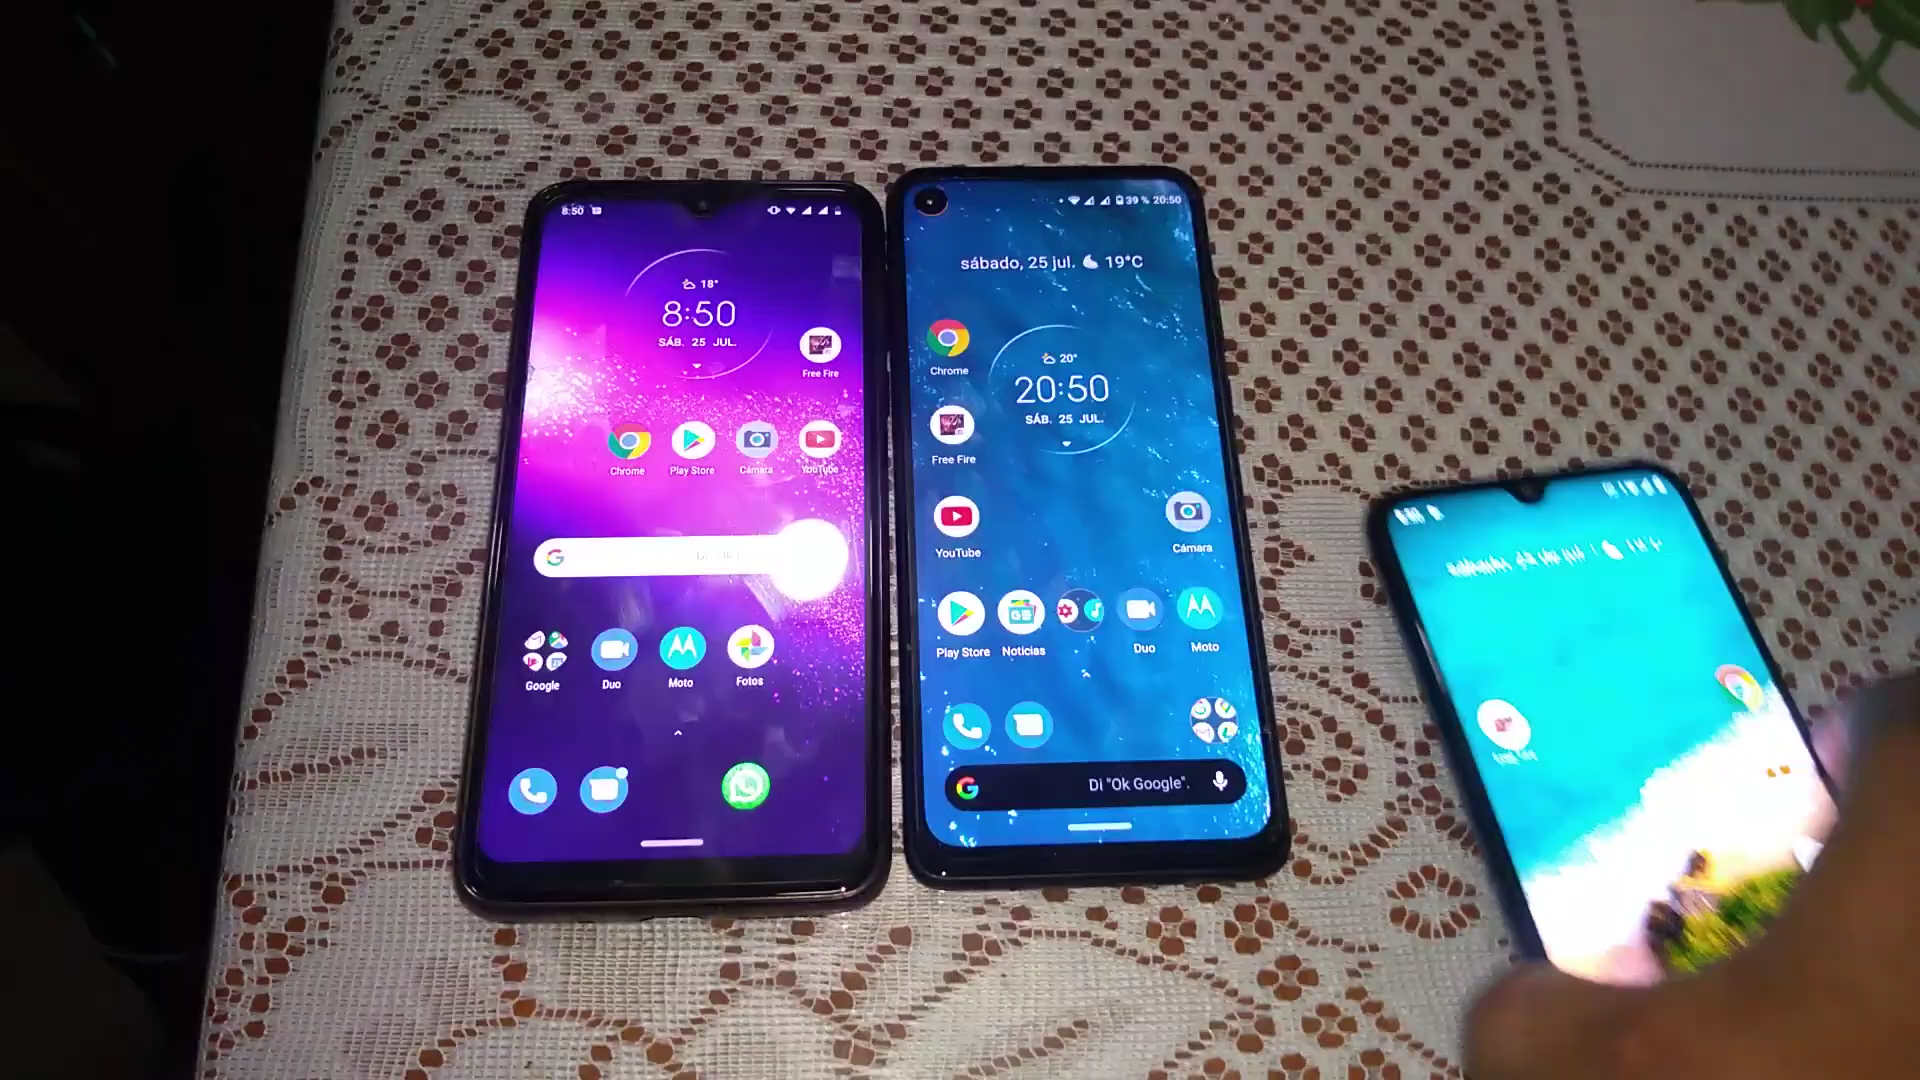 8:50
18°
8:50
SÁB. 25 JUL.
Free Fire
Chrome
Play Store
Cámara
YouTube
Google
Duo
Moto
Fotos
39 % 20:50
sábado, 25 jul. 19°C
Chrome
20°
20:50
SÁB. 25 JUL.
Free Fire
YouTube
Cámara
Play Store
Noticias
Duo
Moto
Di "Ok Google".